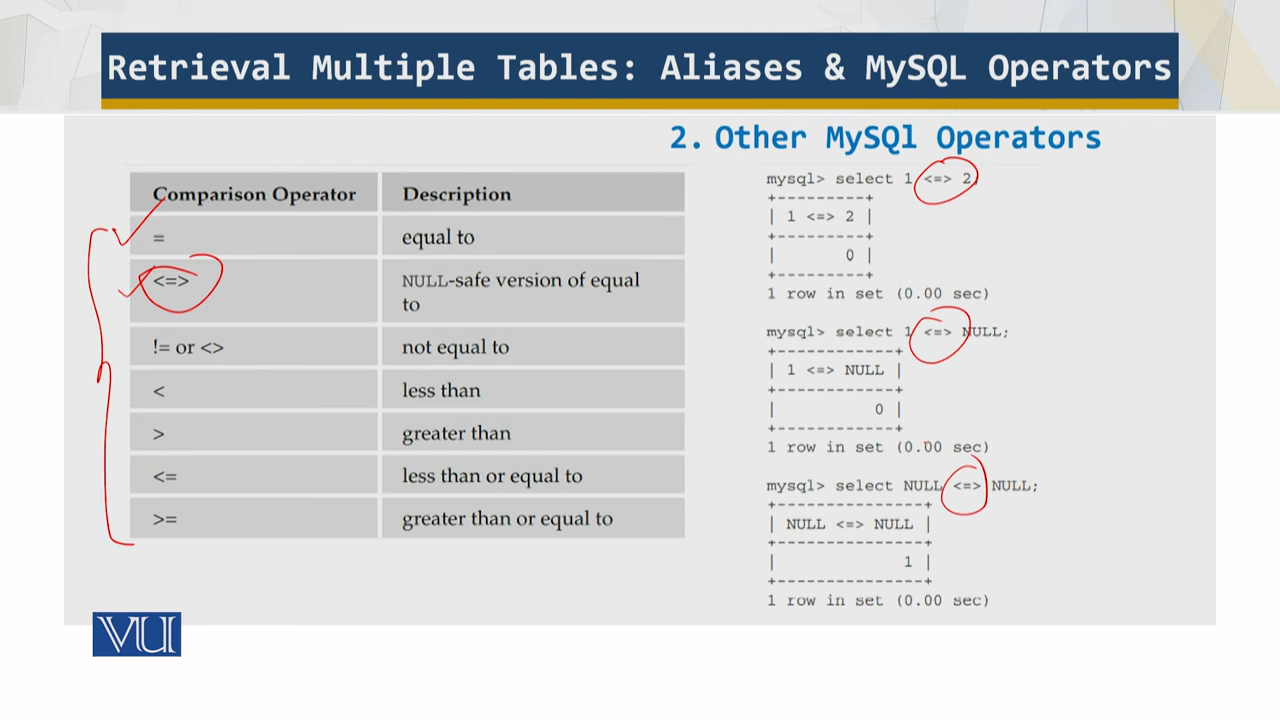 Retrieval Multiple Tables: Aliases & MySQL Operators
2. Other MySQl Operators
Comparison Operator Description
= equal to
<=> NULL-safe version of equal
to
!= or <> not equal to
< less than
> greater than
<= less than or equal to
>= greater than or equal to
mysql> select 1 <=> 2;
+---------+
| 1 <=> 2 |
+---------+
| 0 |
+---------+
1 row in set (0.00 sec)
mysql> select 1 <=> NULL;
+------------+
| 1 <=> NULL |
+------------+
| 0 |
+------------+
1 row in set (0.00 sec)
mysql> select NULL <=> NULL;
+---------------+
| NULL <=> NULL |
+---------------+
| 1 |
+---------------+
1 row in set (0.00 sec)
VU